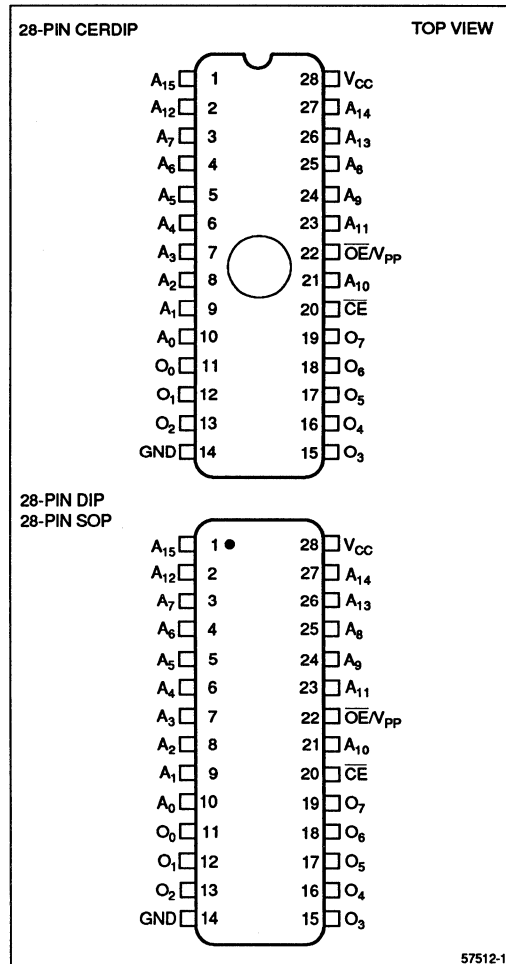 28-PIN CERDIP TOP VIEW
A15 1 28 VCC
A12 2 27 A14
A7 3 26 A13
A6 4 25 A8
A5 5 24 A9
A4 6 23 A11
A3 7 22 OE/VPP
A2 8 21 A10
A1 9 20 CE
A0 10 19 O7
O0 11 18 O6
O1 12 17 O5
O2 13 16 O4
GND 14 15 O3
28-PIN DIP
28-PIN SOP
A15 1 28 VCC
A12 2 27 A14
A7 3 26 A13
A6 4 25 A8
A5 5 24 A9
A4 6 23 A11
A3 7 22 OE/VPP
A2 8 21 A10
A1 9 20 CE
A0 10 19 O7
O0 11 18 O6
O1 12 17 O5
O2 13 16 O4
GND 14 15 O3
57512-1